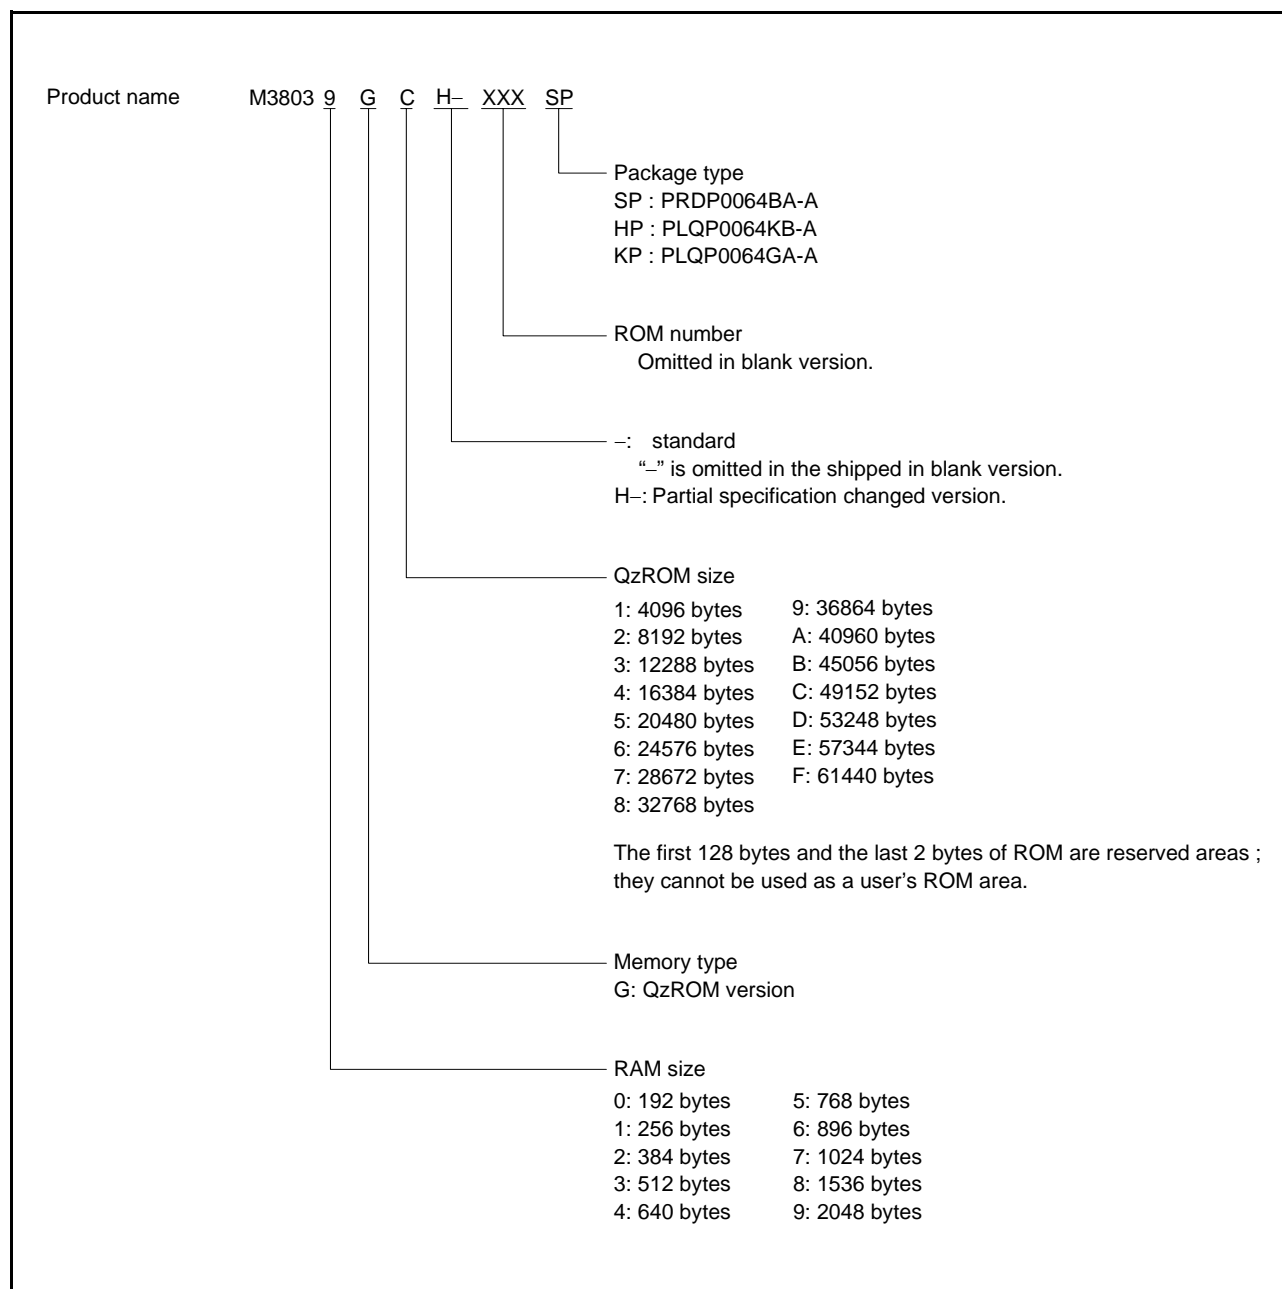 Product name M3803 9 G C H– XXX SP
Package type
SP : PRDP0064BA-A
HP : PLQP0064KB-A
KP : PLQP0064GA-A
ROM number
Omitted in blank version.
–: standard
“–” is omitted in the shipped in blank version.
H–: Partial specification changed version.
QzROM size
1: 4096 bytes
2: 8192 bytes
3: 12288 bytes
4: 16384 bytes
5: 20480 bytes
6: 24576 bytes
7: 28672 bytes
8: 32768 bytes
9: 36864 bytes
A: 40960 bytes
B: 45056 bytes
C: 49152 bytes
D: 53248 bytes
E: 57344 bytes
F: 61440 bytes
The first 128 bytes and the last 2 bytes of ROM are reserved areas ;
they cannot be used as a user’s ROM area.
Memory type
G: QzROM version
RAM size
0: 192 bytes
1: 256 bytes
2: 384 bytes
3: 512 bytes
4: 640 bytes
5: 768 bytes
6: 896 bytes
7: 1024 bytes
8: 1536 bytes
9: 2048 bytes